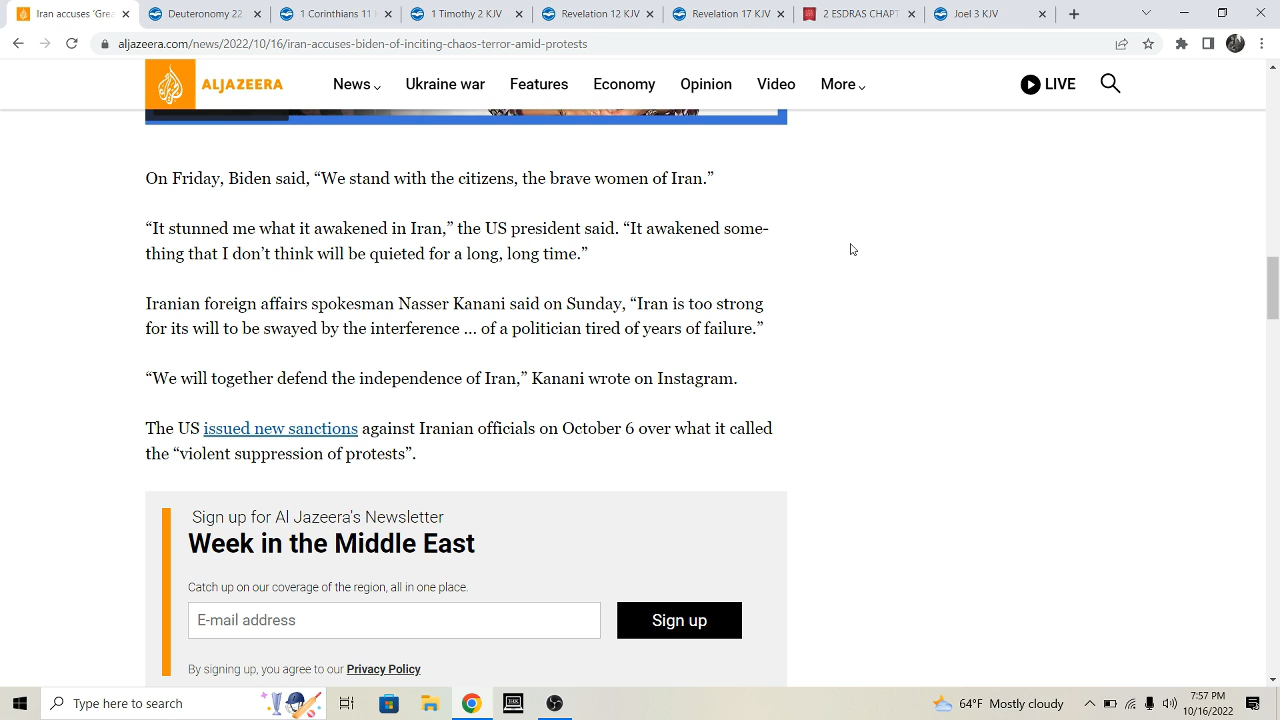 Iran accuses 'Grea
Deuteronomy 22
1 Corinthians 11
1 Timothy 2 KJV
Revelation 12 KJV
Revelation 17 KJV
2 ESDRAS CHAPT
Joel 3 KJV
aljazeera.com/news/2022/10/16/iran-accuses-biden-of-inciting-chaos-terror-amid-protests
ALJAZEERA
News
Ukraine war
Features
Economy
Opinion
Video
More
LIVE
On Friday, Biden said, “We stand with the citizens, the brave women of Iran.”
“It stunned me what it awakened in Iran,” the US president said. “It awakened some-
thing that I don’t think will be quieted for a long, long time.”
Iranian foreign affairs spokesman Nasser Kanani said on Sunday, “Iran is too strong
for its will to be swayed by the interference … of a politician tired of years of failure.”
“We will together defend the independence of Iran,” Kanani wrote on Instagram.
The US issued new sanctions against Iranian officials on October 6 over what it called
the “violent suppression of protests”.
Sign up for Al Jazeera's Newsletter
Week in the Middle East
Catch up on our coverage of the region, all in one place.
E-mail address
Sign up
By signing up, you agree to our Privacy Policy
Type here to search
64°F Mostly cloudy
7:57 PM
10/16/2022